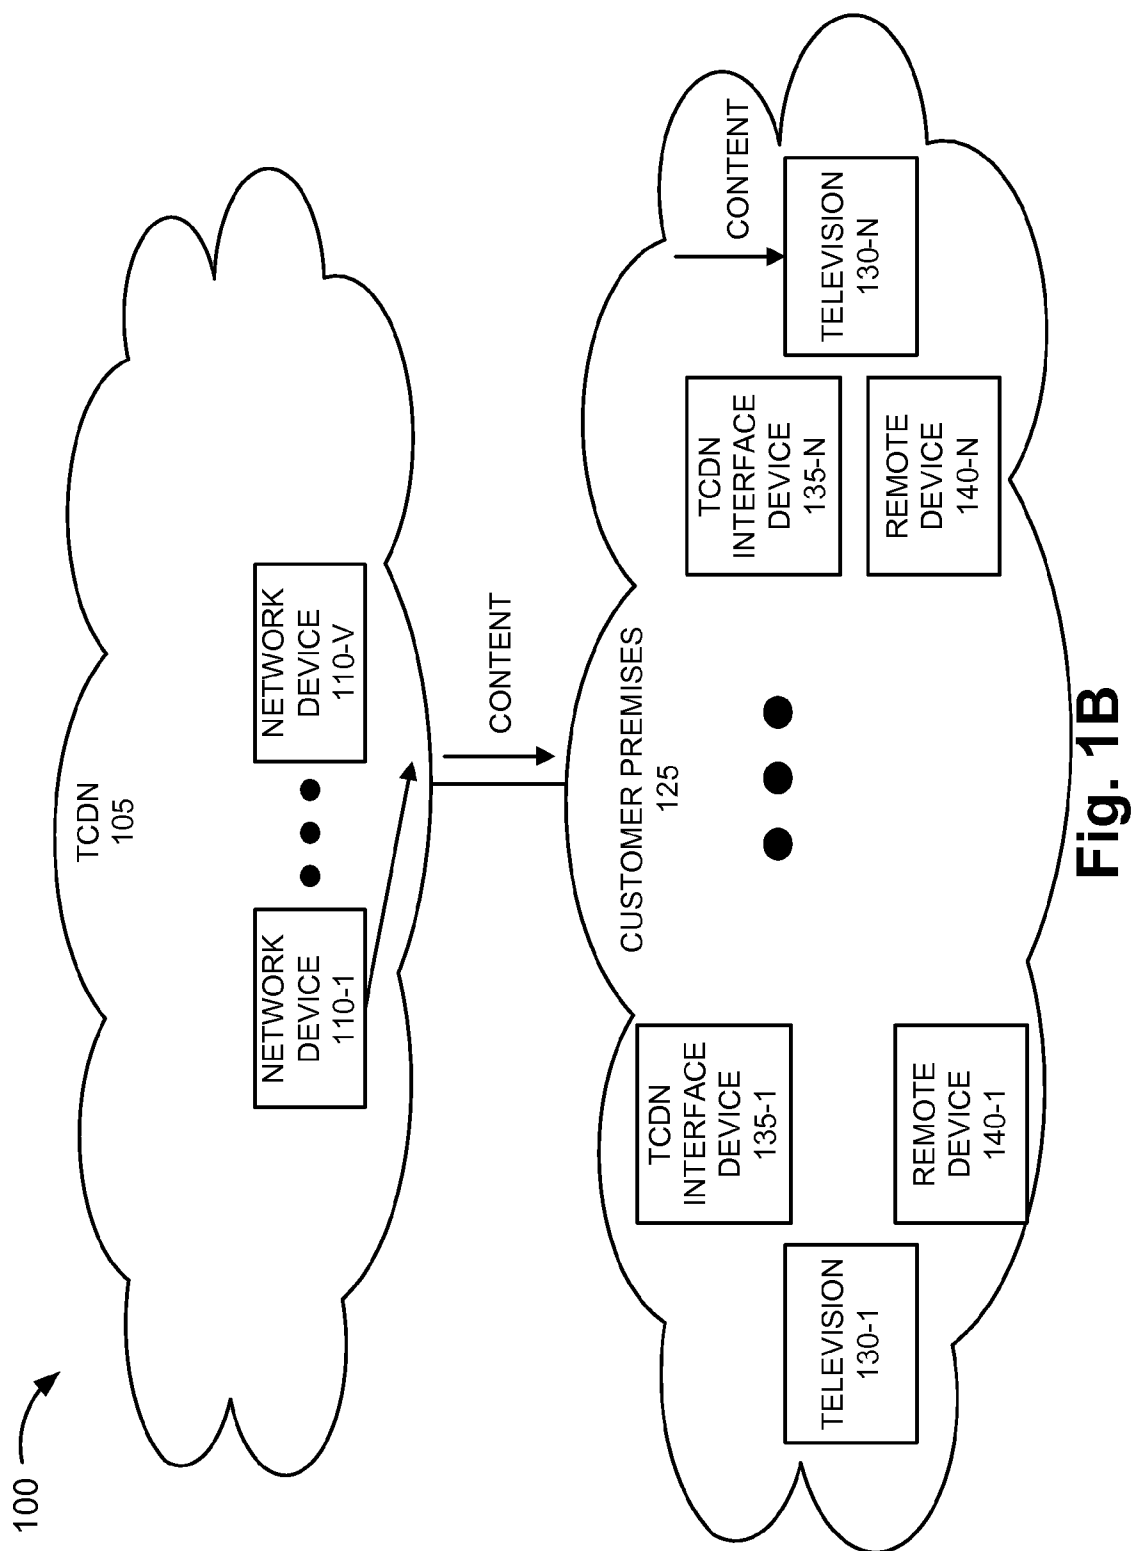 100
TCDN
105
NETWORK
DEVICE
110-1
NETWORK
DEVICE
110-V
CONTENT
CUSTOMER PREMISES
125
TCDN
INTERFACE
DEVICE
135-1
TELEVISION
130-1
REMOTE
DEVICE
140-1
TCDN
INTERFACE
DEVICE
135-N
REMOTE
DEVICE
140-N
CONTENT
TELEVISION
130-N
Fig. 1B